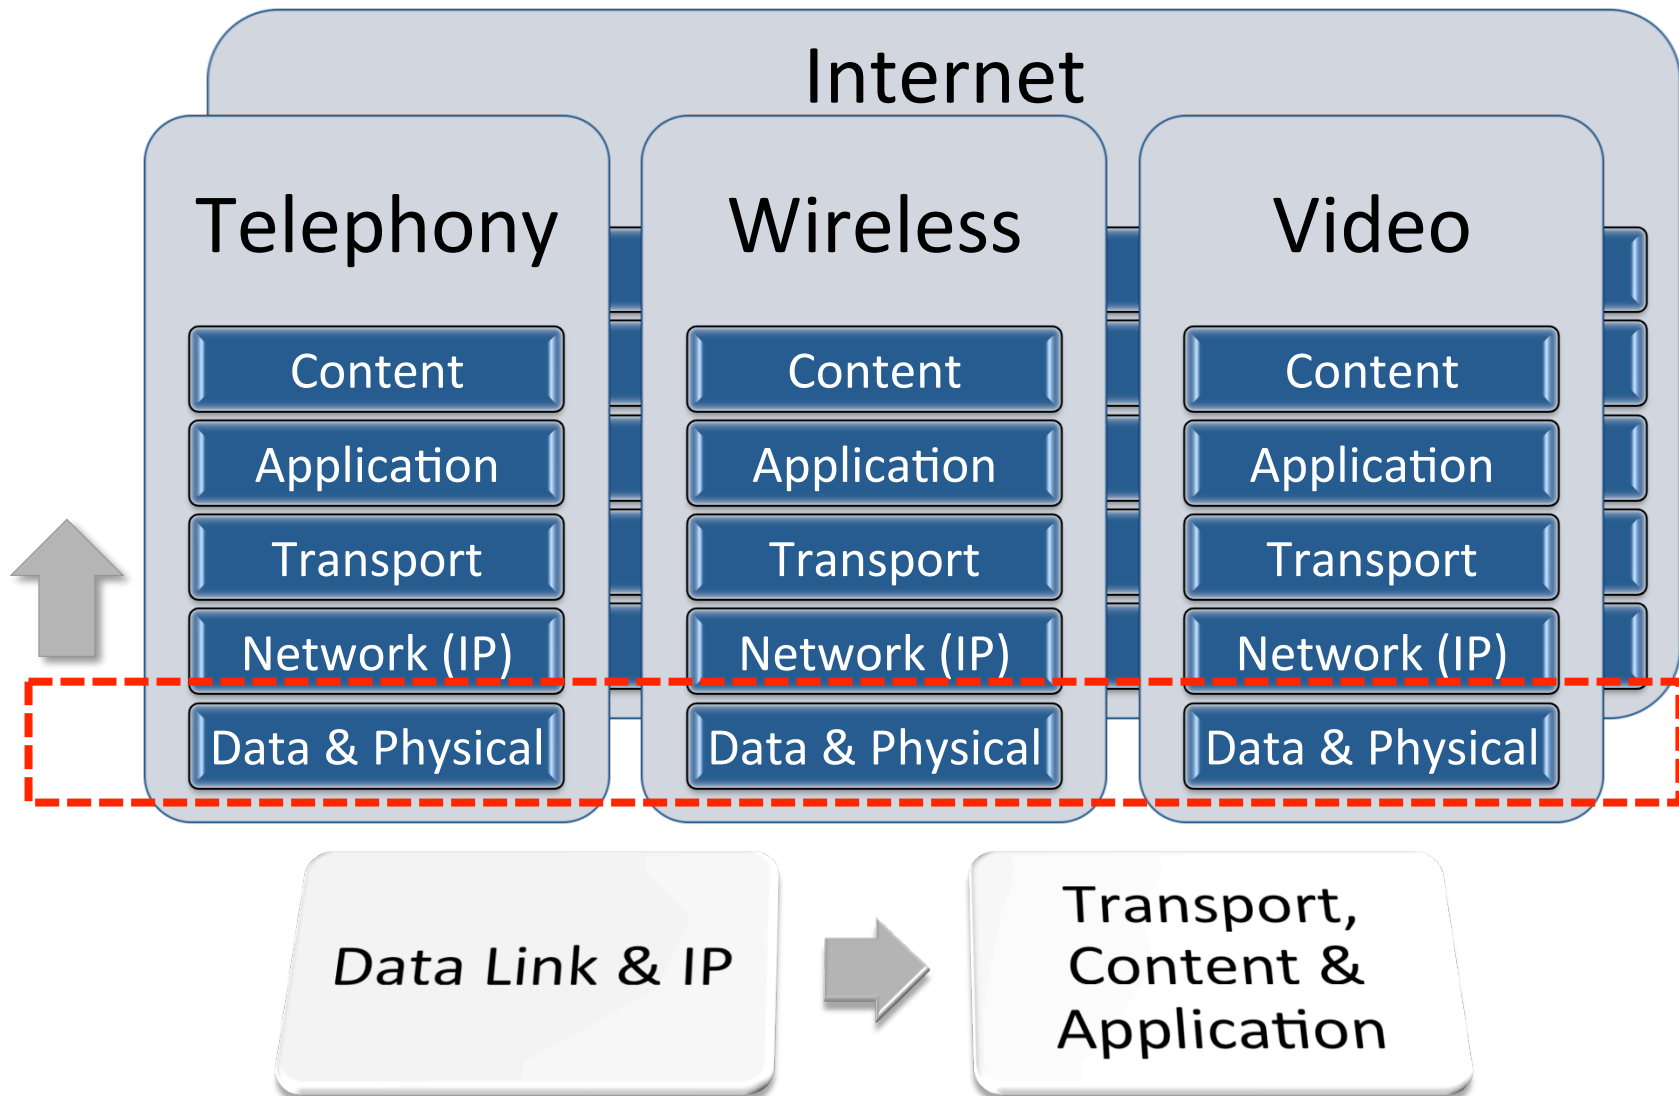 Internet
Telephony
Content
Application
Transport
Network (IP)
Data & Physical
Wireless
Content
Application
Transport
Network (IP)
Data & Physical
Video
Content
Application
Transport
Network (IP)
Data & Physical
Data Link & IP
Transport,
Content &
Application